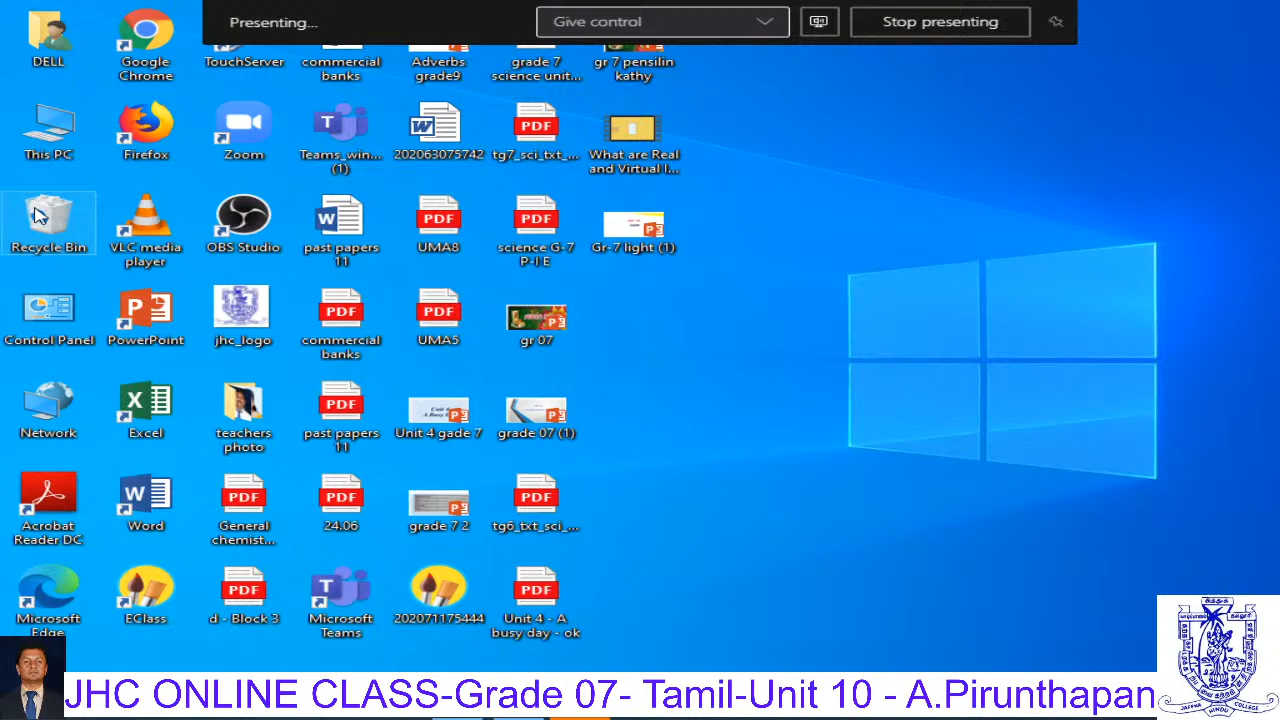 Presenting...
Give control
Stop presenting
DELL
Google
Chrome
TouchServer
commercial
banks
Adverbs
grade9
grade 7
science unit...
gr 7 pensilin
kathy
This PC
Firefox
Zoom
Teams_win...
(1)
202063075742
tg7_sci_txt_...
What are Real
and Virtual I...
Recycle Bin
VLC media
player
OBS Studio
past papers
11
UMA8
science G-7
P-I E
Gr-7 light (1)
Control Panel
PowerPoint
jhc_logo
commercial
banks
UMA5
gr 07
Network
Excel
teachers
photo
past papers
11
Unit 4 gade 7
grade 07 (1)
Acrobat
Reader DC
Word
General
chemist...
24.06
grade 7 2
tg6_txt_sci_...
Microsoft
Edge
EClass
d - Block 3
Microsoft
Teams
202071175444
Unit 4 - A
busy day - ok
JHC ONLINE CLASS-Grade 07- Tamil-Unit 10 - A.Pirunthapan